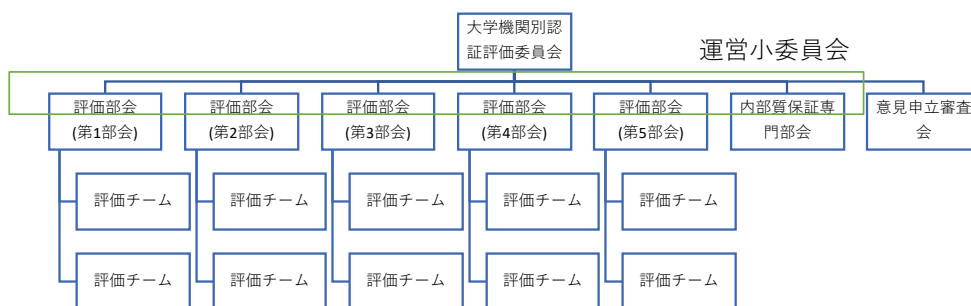 大学機関別認
証評価委員会
運営小委員会
評価部会
(第1部会)
評価部会
(第2部会)
評価部会
(第3部会)
評価部会
(第4部会)
評価部会
(第5部会)
内部質保証専
門部会
意見申立審査
会
評価チーム
評価チーム
評価チーム
評価チーム
評価チーム
評価チーム
評価チーム
評価チーム
評価チーム
評価チーム